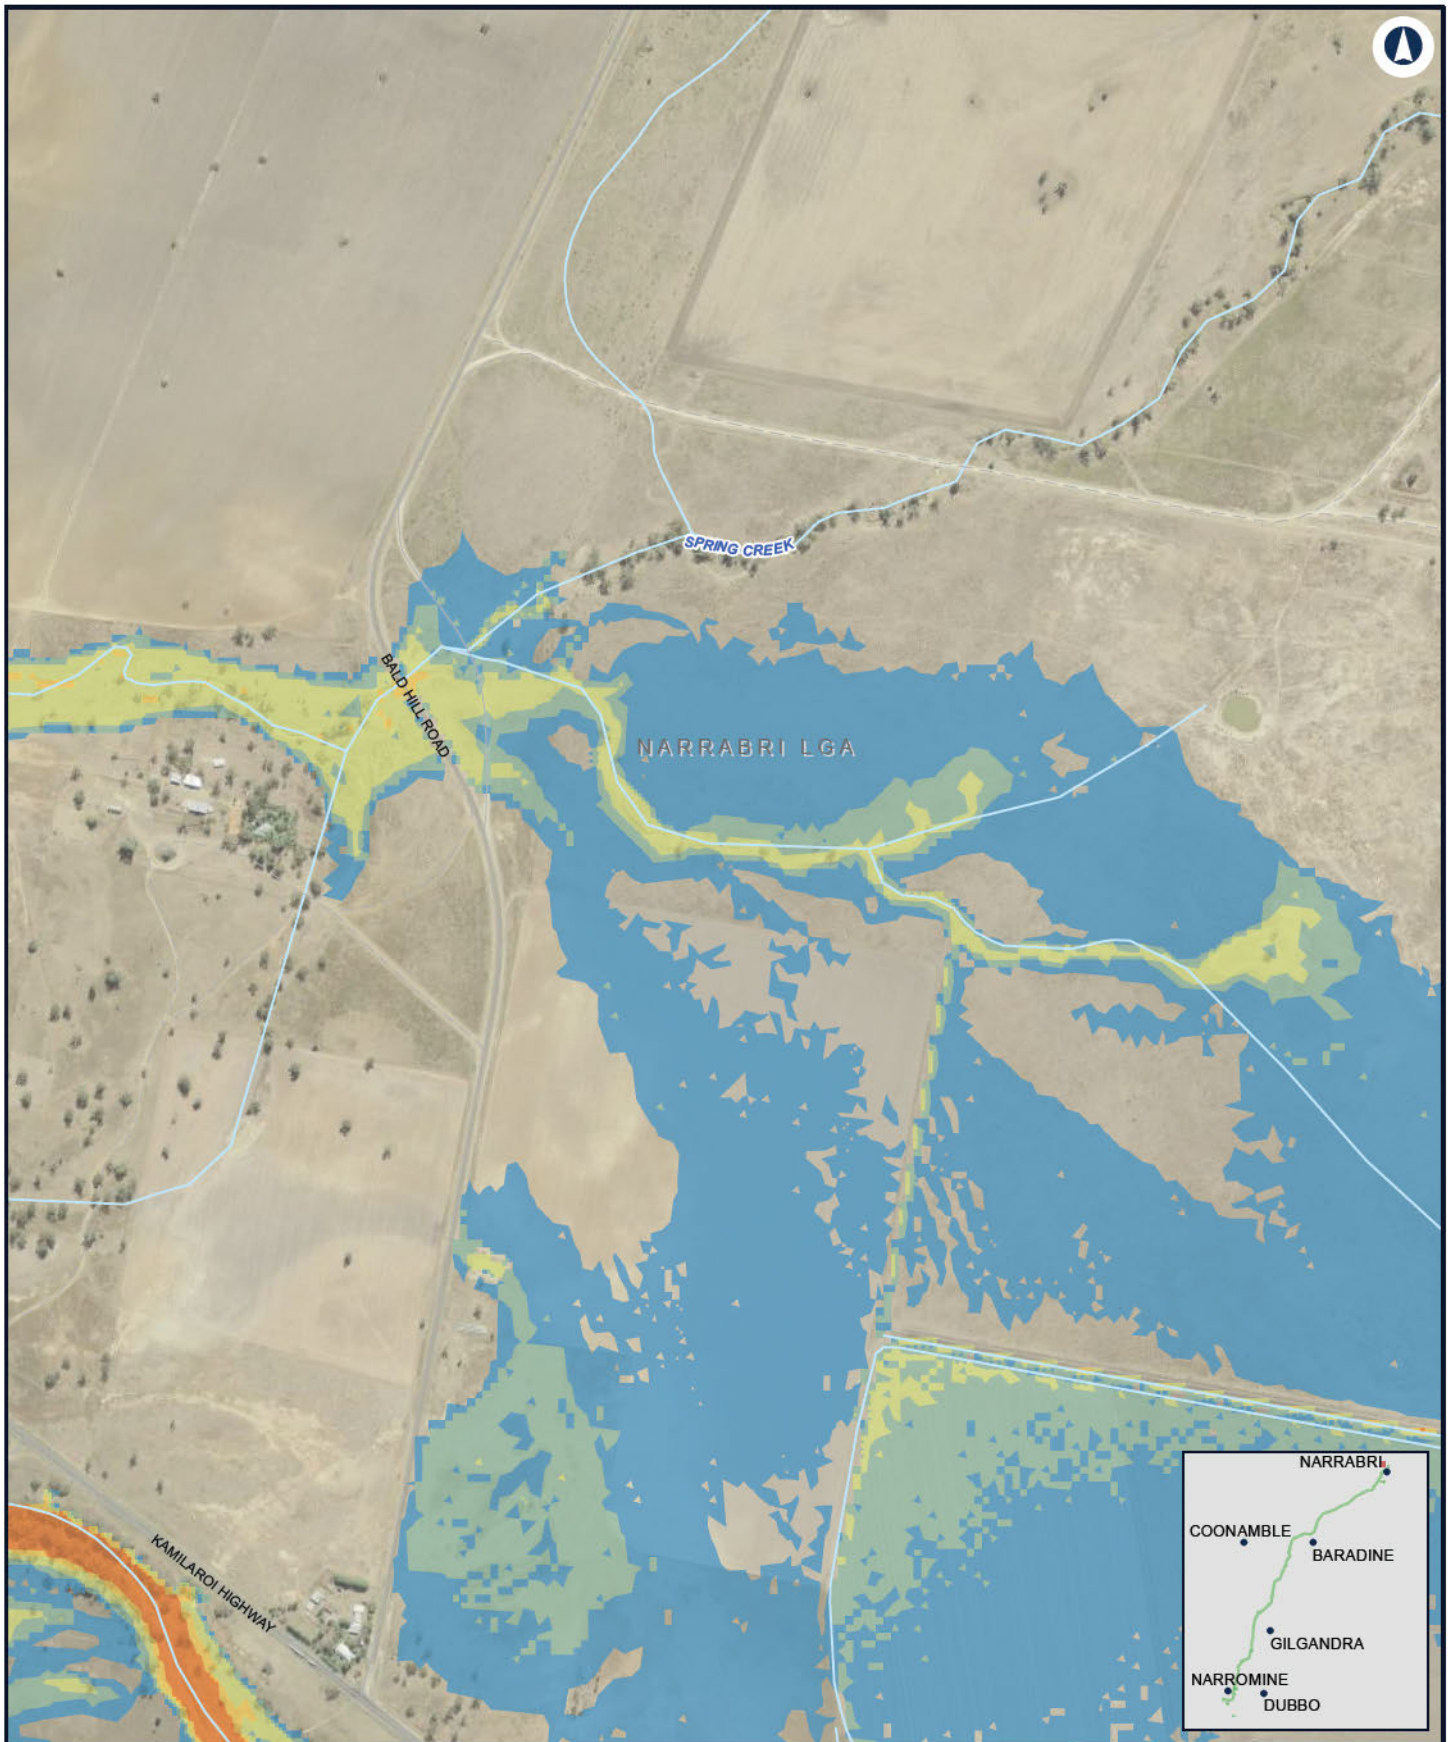 SPRING CREEK
BALD HILL ROAD
NARRABRI LGA
KAMILAROI HIGHWAY
NARRABRI
COONAMBLE
BARADINE
GILGANDRA
NARROMINE
DUBBO